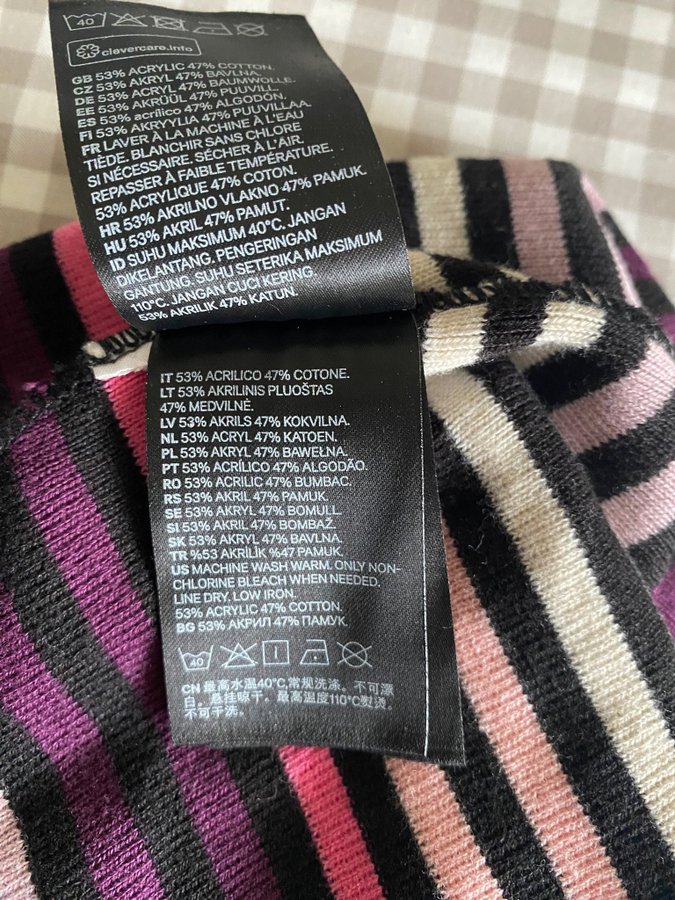 40
clevercare.info
GB 53% ACRYLIC 47% COTTON.
CZ 53% AKRYL 47% BAVLNA.
DE 53% ACRYL 47% BAUMWOLLE.
EE 53% AKRÜÜL 47% PUUVILL.
ES 53% acrílico 47% ALGODÓN.
FI 53% AKRYYLIA 47% PUUVILLAA.
FR LAVER À LA MACHINE À L'EAU
TIÈDE. BLANCHIR SANS CHLORE
SI NÉCESSAIRE. SÉCHER À L'AIR.
REPASSER À FAIBLE TEMPÉRATURE.
53% ACRYLIQUE 47% COTON.
HR 53% AKRILNO VLAKNO 47% PAMUK.
HU 53% AKRIL 47% PAMUT.
ID SUHU MAKSIMUM 40°C. JANGAN
DIKELANTANG. PENGERINGAN
GANTUNG. SUHU SETERIKA MAKSIMUM
110°C. JANGAN CUCI KERING
53% AKRILIK 47% KATUN.
IT 53% ACRILICO 47% COTONE.
LT 53% AKRILINIS PLUOŠTAS
47% MEDVILNĖ.
LV 53% AKRILS 47% KOKVILNA.
NL 53% ACRYL 47% KATOEN.
PL 53% AKRYL 47% BAWEŁNA.
PT 53% ACRÍLICO 47% ALGODÃO.
RO 53% ACRILIC 47% BUMBAC.
RS 53% AKRIL 47% PAMUK.
SE 53% AKRYL 47% BOMULL.
SI 53% AKRIL 47% BOMBAŽ.
SK 53% AKRYL 47% BAVLNA.
TR %53 AKRİLİK %47 PAMUK.
US MACHINE WASH WARM. ONLY NON-
CHLORINE BLEACH WHEN NEEDED.
LINE DRY. LOW IRON.
53% ACRYLIC 47% COTTON.
BG 53% АКРИЛ 47% ПАМУК.
40
CN 最高水温40°C,常规洗涤。不可漂
白。悬挂晾干。最高温度110°C熨烫。
不可干洗。